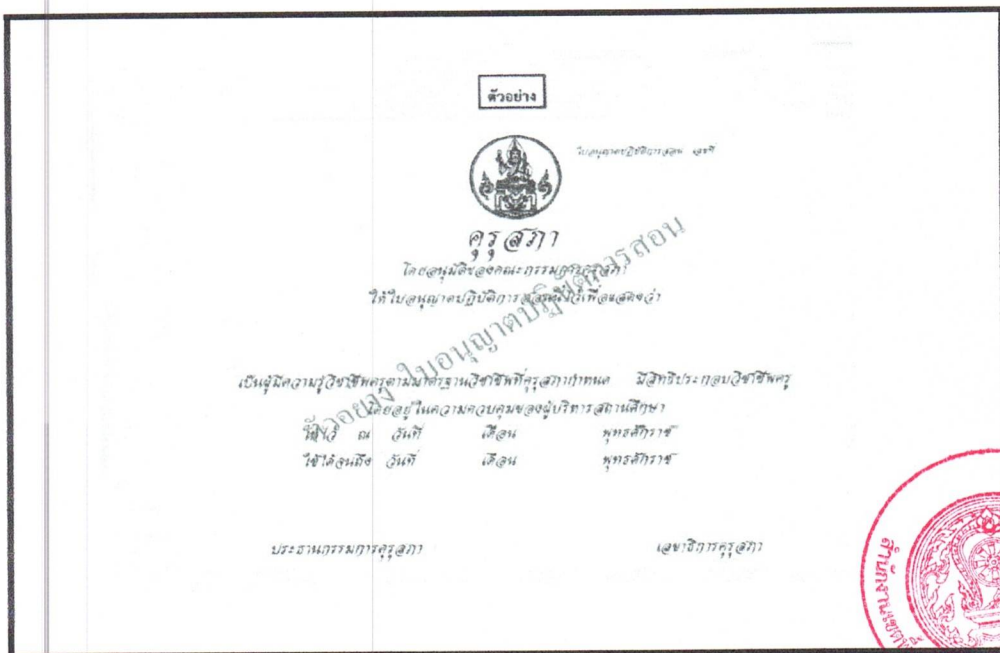 ตัวอย่าง
ใบอนุญาตปฏิบัติการสอน เลขที่
คุรุสภา
โดยอนุมัติของคณะกรรมการคุรุสภา
ให้ใบอนุญาตปฏิบัติการสอนนี้ไว้เพื่อแสดงว่า
ตัวอย่าง ใบอนุญาตปฏิบัติการสอน
เป็นผู้มีความรู้วิชาชีพครูตามมาตรฐานวิชาชีพที่คุรุสภากำหนด มีสิทธิประกอบวิชาชีพครู
โดยอยู่ในความควบคุมของผู้บริหารสถานศึกษา
ให้ไว้ ณ วันที่ เดือน พุทธศักราช
ใช้ได้จนถึง วันที่ เดือน พุทธศักราช
ประธานกรรมการคุรุสภา เลขาธิการคุรุสภา
สำนักงานเขตพื้